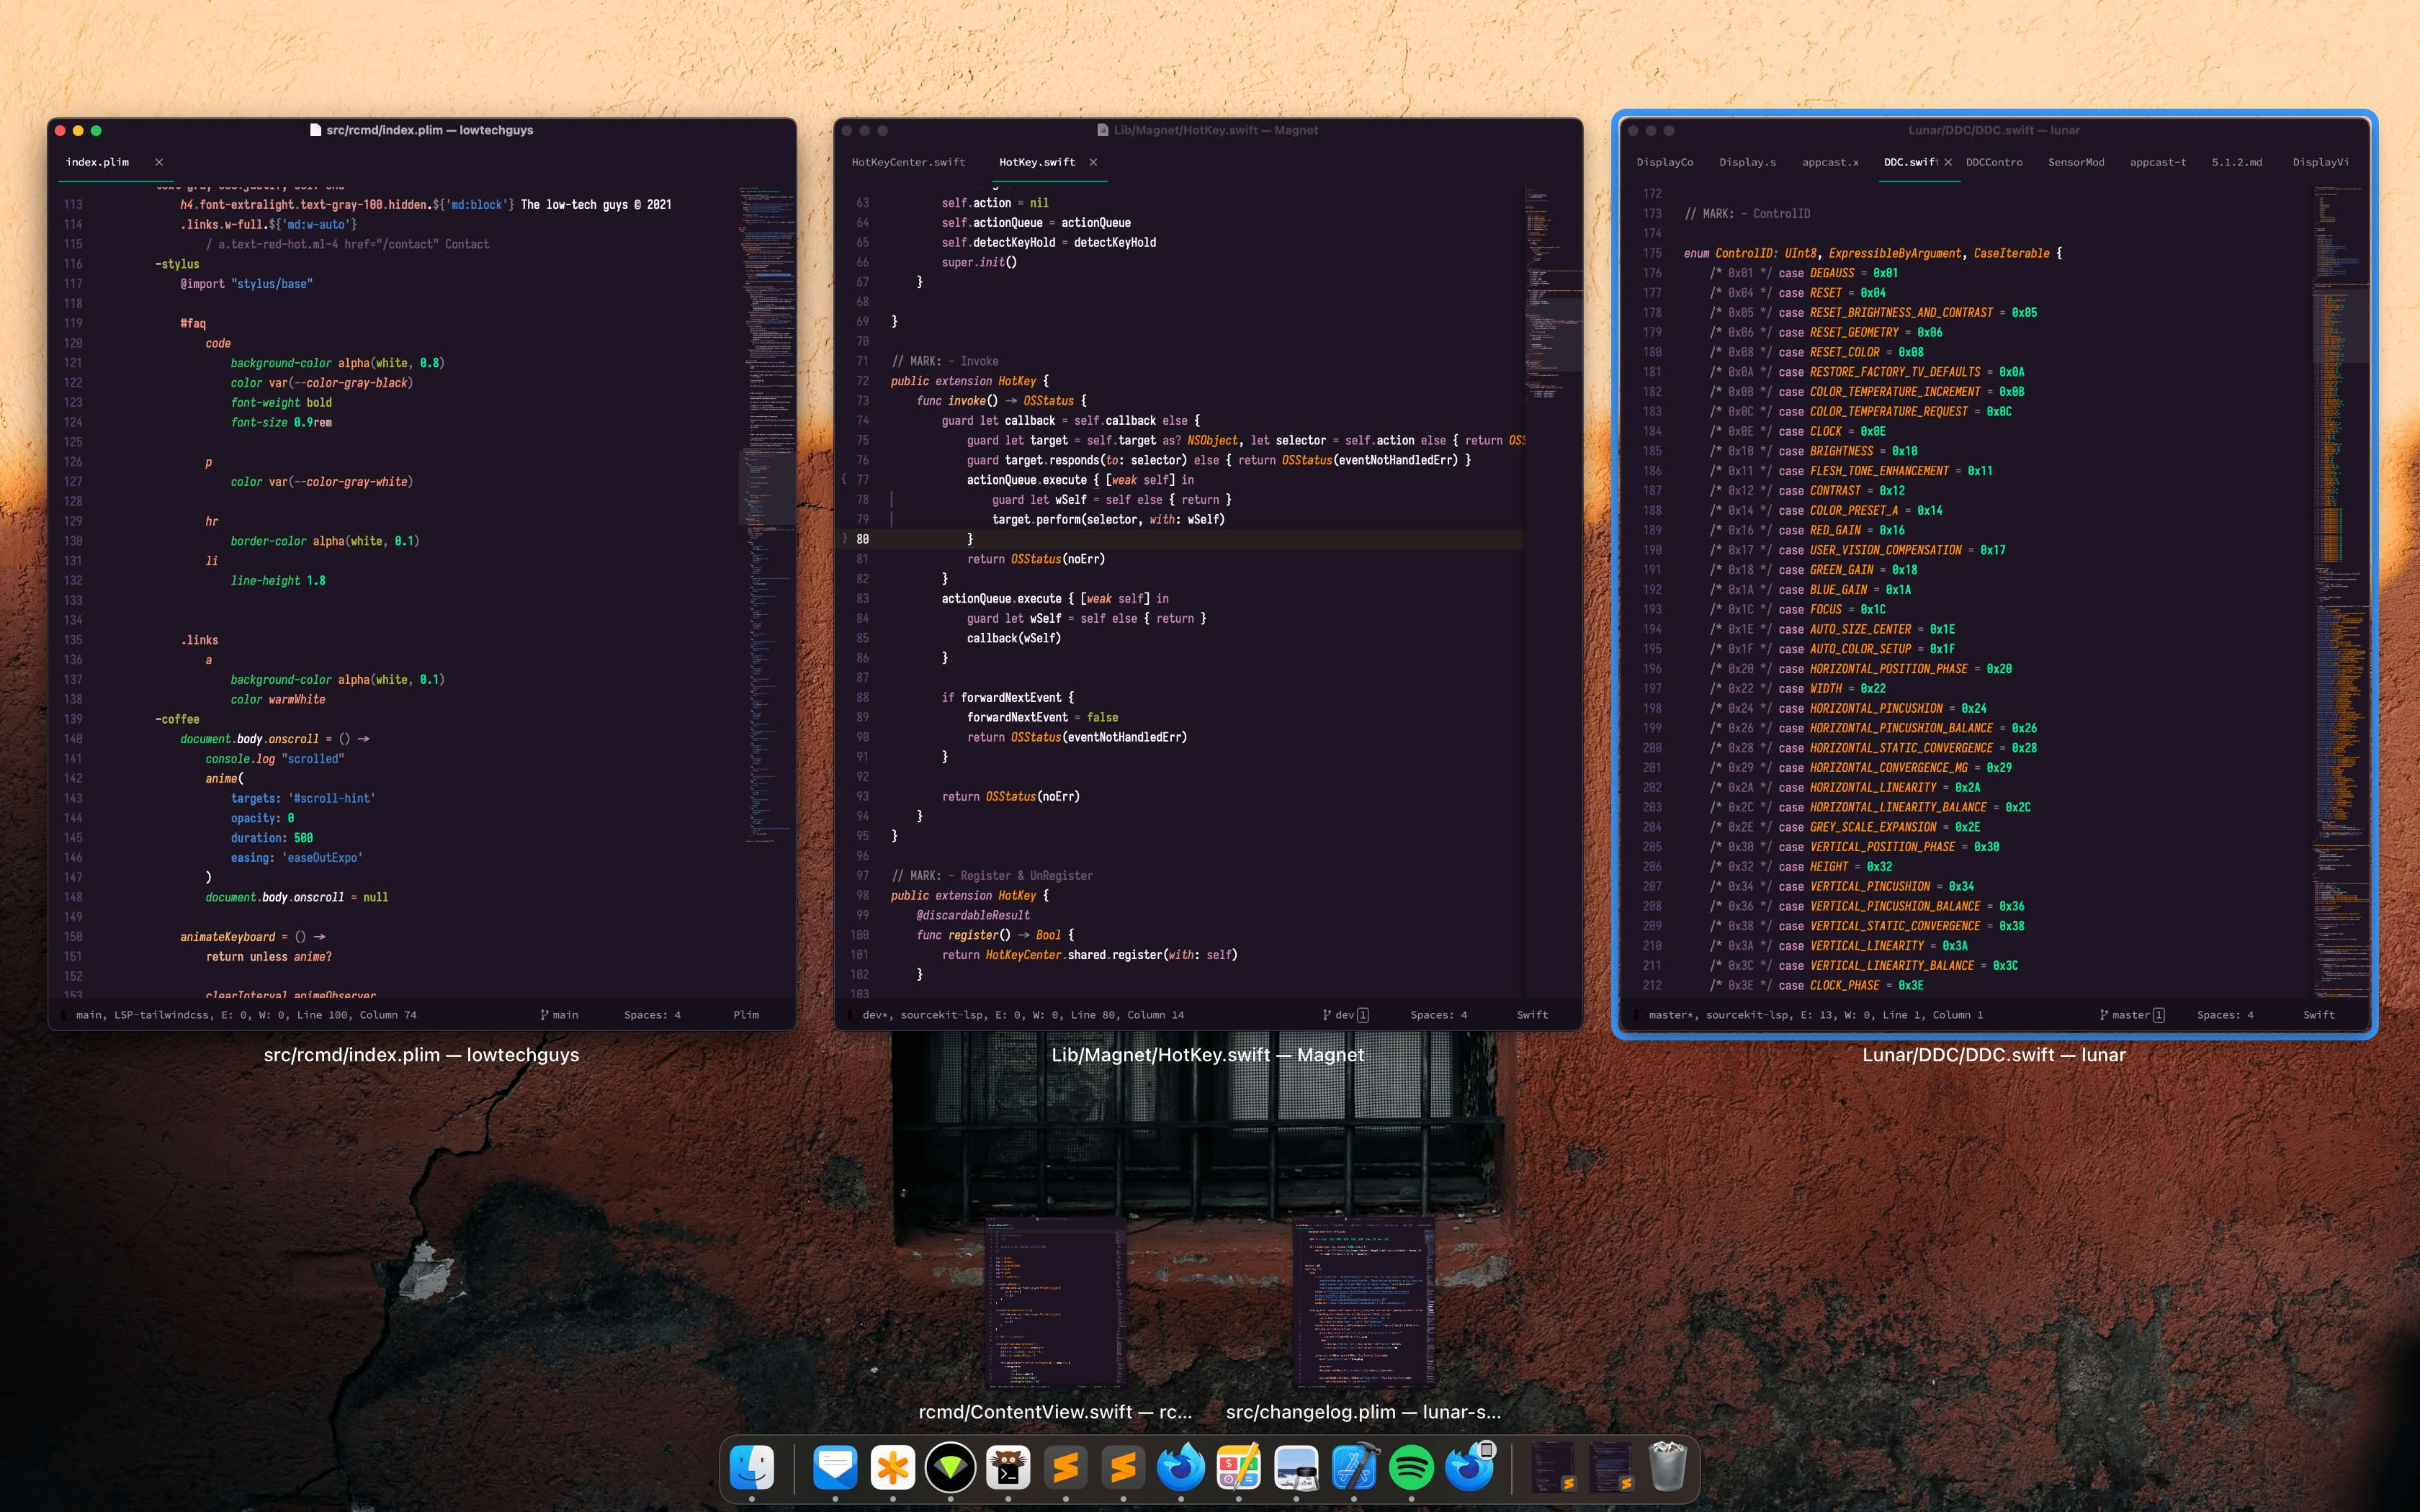 src/rcmd/index.plim — lowtechguys
index.plim ×
113 h4.font-extralight.text-gray-100.hidden.${'md:block'} The low-tech guys © 2021
114 .links.w-full.${'md:w-auto'}
115 / a.text-red-hot.ml-4 href="/contact" Contact
116 -stylus
117 @import "stylus/base"
118
119 #faq
120 code
121 background-color alpha(white, 0.8)
122 color var(--color-gray-black)
123 font-weight bold
124 font-size 0.9rem
125
126 p
127 color var(--color-gray-white)
128
129 hr
130 border-color alpha(white, 0.1)
131 li
132 line-height 1.8
133
134
135 .links
136 a
137 background-color alpha(white, 0.1)
138 color warmWhite
139 -coffee
140 document.body.onscroll = () ->
141 console.log "scrolled"
142 anime(
143 targets: '#scroll-hint'
144 opacity: 0
145 duration: 500
146 easing: 'easeOutExpo'
147 )
148 document.body.onscroll = null
149
150 animateKeyboard = () ->
151 return unless anime?
152
153 clearInterval animeObserver
main, LSP-tailwindcss, E: 0, W: 0, Line 100, Column 74 main Spaces: 4 Plim
src/rcmd/index.plim — lowtechguys
Lib/Magnet/HotKey.swift — Magnet
HotKeyCenter.swift HotKey.swift ×
63 self.action = nil
64 self.actionQueue = actionQueue
65 self.detectKeyHold = detectKeyHold
66 super.init()
67 }
68
69 }
70
71 // MARK: - Invoke
72 public extension HotKey {
73 func invoke() -> OSStatus {
74 guard let callback = self.callback else {
75 guard let target = self.target as? NSObject, let selector = self.action else { return OSS
76 guard target.responds(to: selector) else { return OSStatus(eventNotHandledErr) }
77 actionQueue.execute { [weak self] in
78 guard let wSelf = self else { return }
79 target.perform(selector, with: wSelf)
80 }
81 return OSStatus(noErr)
82 }
83 actionQueue.execute { [weak self] in
84 guard let wSelf = self else { return }
85 callback(wSelf)
86 }
87
88 if forwardNextEvent {
89 forwardNextEvent = false
90 return OSStatus(eventNotHandledErr)
91 }
92
93 return OSStatus(noErr)
94 }
95 }
96
97 // MARK: - Register & UnRegister
98 public extension HotKey {
99 @discardableResult
100 func register() -> Bool {
101 return HotKeyCenter.shared.register(with: self)
102 }
103
dev*, sourcekit-lsp, E: 0, W: 0, Line 80, Column 14 dev 1 Spaces: 4 Swift
Lib/Magnet/HotKey.swift — Magnet
Lunar/DDC/DDC.swift — lunar
DisplayCo Display.s appcast.x DDC.swift × DDCContro SensorMod appcast-t 5.1.2.md DisplayVi
172
173 // MARK: - ControlID
174
175 enum ControlID: UInt8, ExpressibleByArgument, CaseIterable {
176 /* 0x01 */ case DEGAUSS = 0x01
177 /* 0x04 */ case RESET = 0x04
178 /* 0x05 */ case RESET_BRIGHTNESS_AND_CONTRAST = 0x05
179 /* 0x06 */ case RESET_GEOMETRY = 0x06
180 /* 0x08 */ case RESET_COLOR = 0x08
181 /* 0x0A */ case RESTORE_FACTORY_TV_DEFAULTS = 0x0A
182 /* 0x0B */ case COLOR_TEMPERATURE_INCREMENT = 0x0B
183 /* 0x0C */ case COLOR_TEMPERATURE_REQUEST = 0x0C
184 /* 0x0E */ case CLOCK = 0x0E
185 /* 0x10 */ case BRIGHTNESS = 0x10
186 /* 0x11 */ case FLESH_TONE_ENHANCEMENT = 0x11
187 /* 0x12 */ case CONTRAST = 0x12
188 /* 0x14 */ case COLOR_PRESET_A = 0x14
189 /* 0x16 */ case RED_GAIN = 0x16
190 /* 0x17 */ case USER_VISION_COMPENSATION = 0x17
191 /* 0x18 */ case GREEN_GAIN = 0x18
192 /* 0x1A */ case BLUE_GAIN = 0x1A
193 /* 0x1C */ case FOCUS = 0x1C
194 /* 0x1E */ case AUTO_SIZE_CENTER = 0x1E
195 /* 0x1F */ case AUTO_COLOR_SETUP = 0x1F
196 /* 0x20 */ case HORIZONTAL_POSITION_PHASE = 0x20
197 /* 0x22 */ case WIDTH = 0x22
198 /* 0x24 */ case HORIZONTAL_PINCUSHION = 0x24
199 /* 0x26 */ case HORIZONTAL_PINCUSHION_BALANCE = 0x26
200 /* 0x28 */ case HORIZONTAL_STATIC_CONVERGENCE = 0x28
201 /* 0x29 */ case HORIZONTAL_CONVERGENCE_MG = 0x29
202 /* 0x2A */ case HORIZONTAL_LINEARITY = 0x2A
203 /* 0x2C */ case HORIZONTAL_LINEARITY_BALANCE = 0x2C
204 /* 0x2E */ case GREY_SCALE_EXPANSION = 0x2E
205 /* 0x30 */ case VERTICAL_POSITION_PHASE = 0x30
206 /* 0x32 */ case HEIGHT = 0x32
207 /* 0x34 */ case VERTICAL_PINCUSHION = 0x34
208 /* 0x36 */ case VERTICAL_PINCUSHION_BALANCE = 0x36
209 /* 0x38 */ case VERTICAL_STATIC_CONVERGENCE = 0x38
210 /* 0x3A */ case VERTICAL_LINEARITY = 0x3A
211 /* 0x3C */ case VERTICAL_LINEARITY_BALANCE = 0x3C
212 /* 0x3E */ case CLOCK_PHASE = 0x3E
master*, sourcekit-lsp, E: 13, W: 0, Line 1, Column 1 master 1 Spaces: 4 Swift
Lunar/DDC/DDC.swift — lunar
rcmd/ContentView.swift — rc... src/changelog.plim — lunar-s...